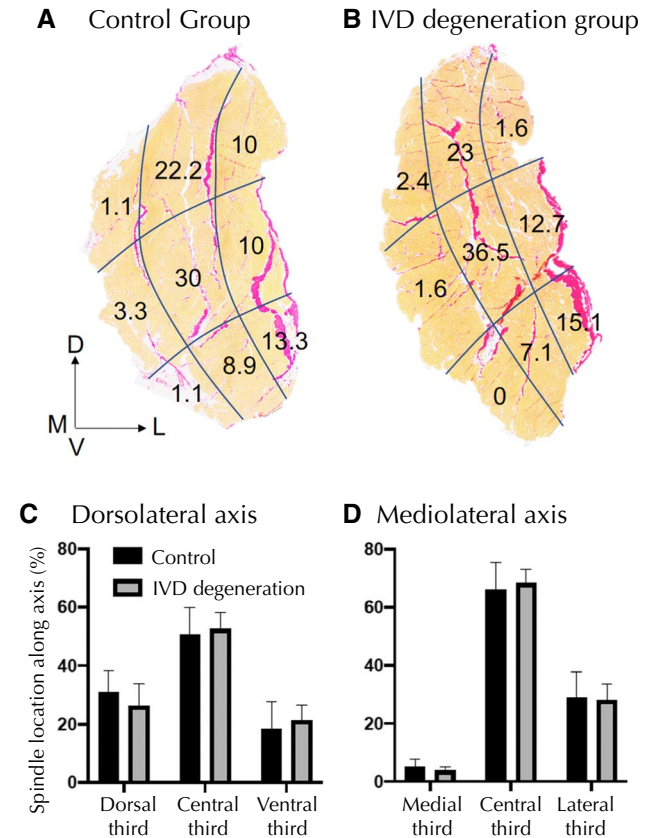 A Control Group
B IVD degeneration group
10
22.2
1.1
10
30
3.3
13.3
8.9
1.1
D
M
L
V
1.6
23
2.4
12.7
36.5
1.6
15.1
7.1
0
C Dorsolateral axis
Spindle location along axis (%)
80
60
40
20
0
Control
IVD degeneration
Dorsal third
Central third
Ventral third
D Mediolateral axis
80
60
40
20
0
Medial third
Central third
Lateral third